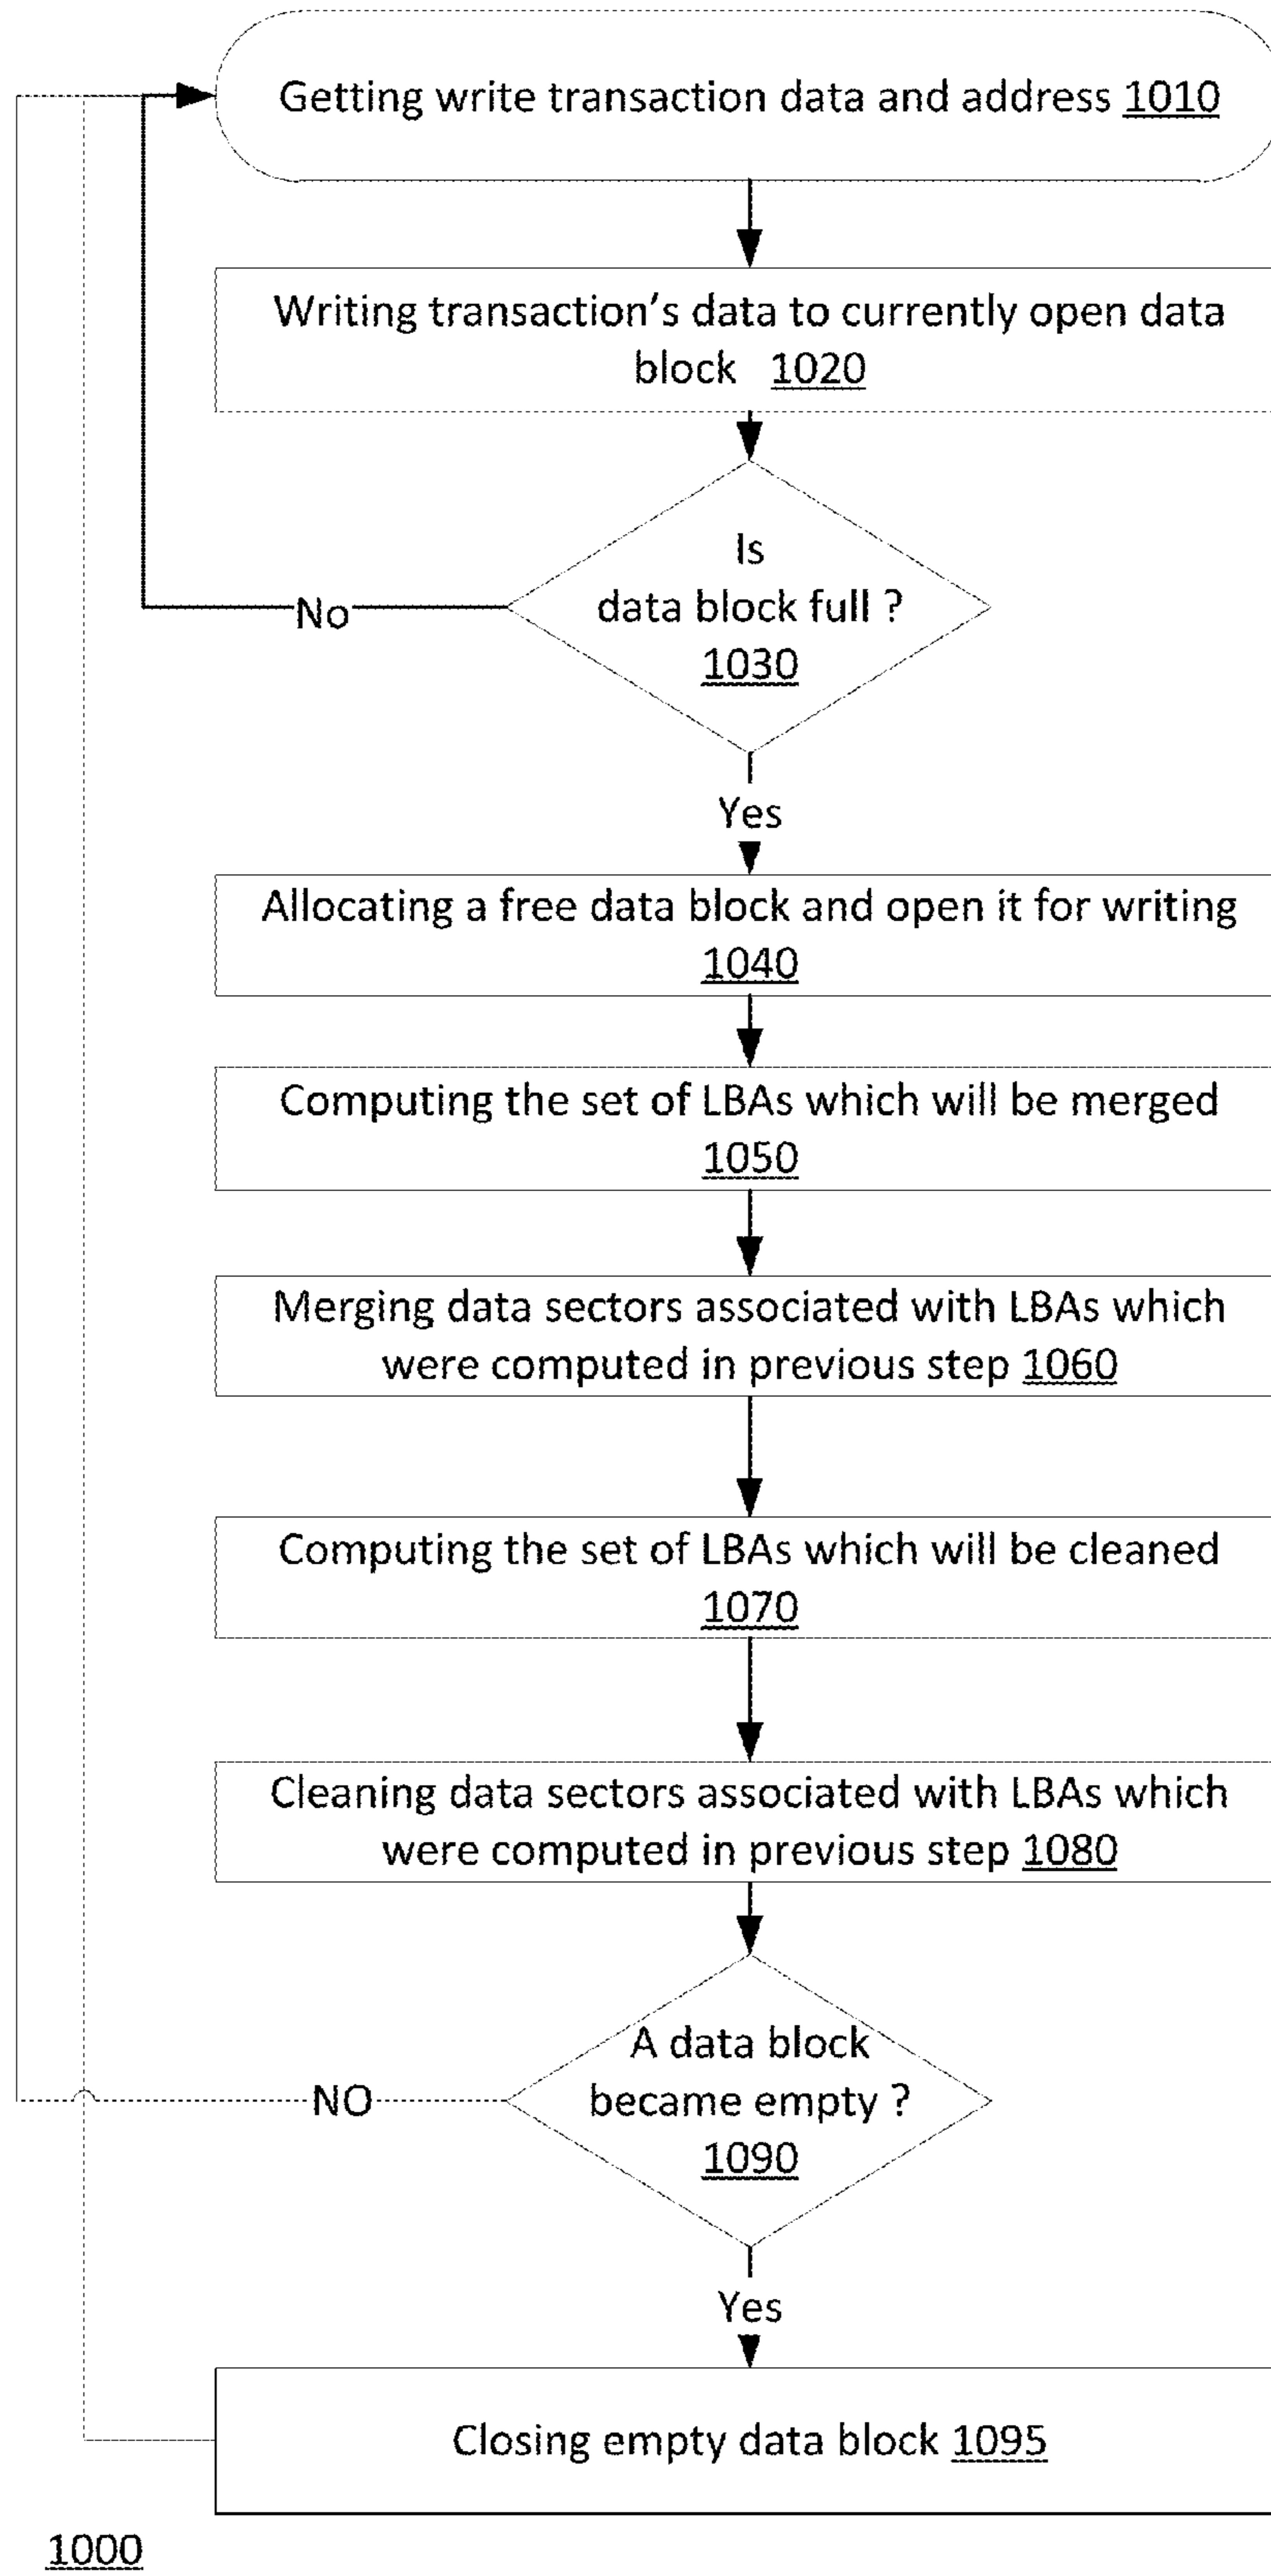 Getting write transaction data and address 1010
Writing transaction's data to currently open data
block 1020
Is
data block full ?
1030
No
Yes
Allocating a free data block and open it for writing
1040
Computing the set of LBAs which will be merged
1050
Merging data sectors associated with LBAs which
were computed in previous step 1060
Computing the set of LBAs which will be cleaned
1070
Cleaning data sectors associated with LBAs which
were computed in previous step 1080
A data block
became empty ?
1090
NO
Yes
Closing empty data block 1095
1000